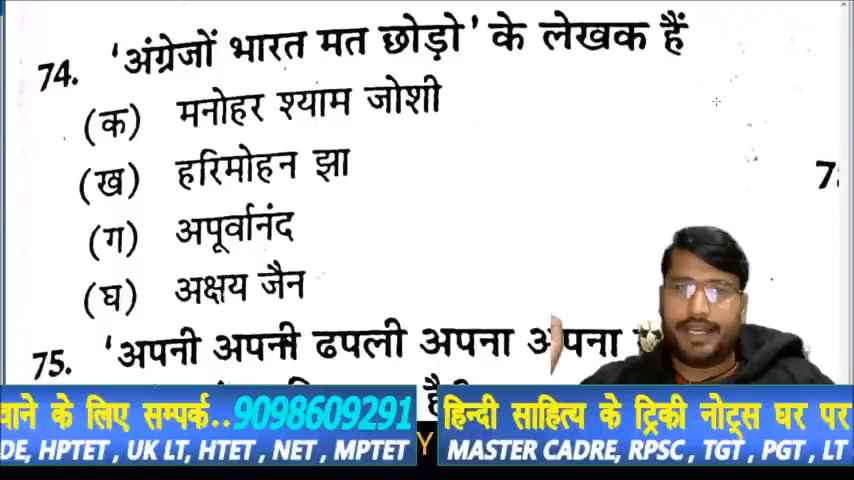 74. 'अंग्रेजों भारत मत छोड़ो' के लेखक हैं
(क) मनोहर श्याम जोशी
(ख) हरिमोहन झा
(ग) अपूर्वानंद
(घ) अक्षय जैन
75. 'अपनी अपनी ढपली अपना अपना
वाने के लिए सम्पर्क..9098609291 हिन्दी साहित्य के ट्रिकी नोट्स घर पर
DE, HPTET , UK LT, HTET , NET , MPTET Y MASTER CADRE, RPSC , TGT , PGT , LT